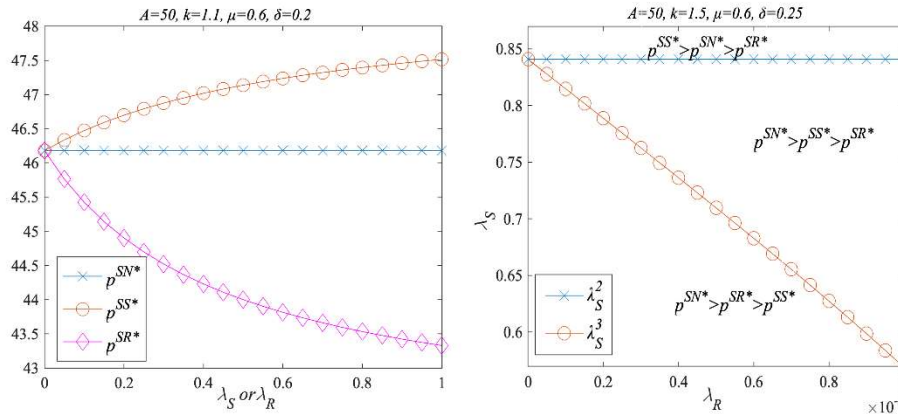 A=50, k=1.1, μ=0.6, δ=0.2
48
47.5
47
46.5
46
45.5
45
44.5
44
43.5
43
0
0.2
0.4
0.6
0.8
1
λ_S or λ_R
p^SN*
p^SS*
p^SR*
A=50, k=1.5, μ=0.6, δ=0.25
λ_S
0.85
0.8
0.75
0.7
0.65
0.6
p^SS*>p^SN*>p^SR*
p^SN*>p^SS*>p^SR*
p^SN*>p^SR*>p^SS*
λ̂_S^2
λ̂_S^3
0
0.2
0.4
0.6
0.8
λ_R
×10